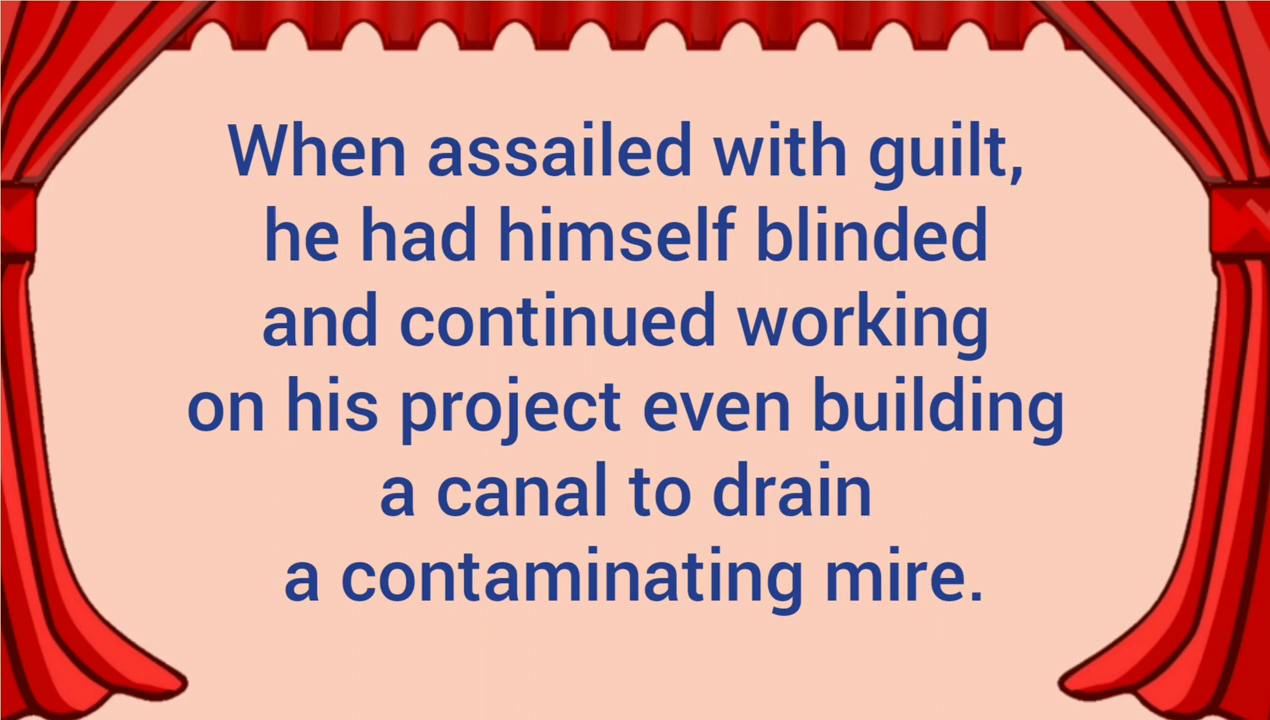 When assailed with guilt,
he had himself blinded
and continued working
on his project even building
a canal to drain
a contaminating mire.